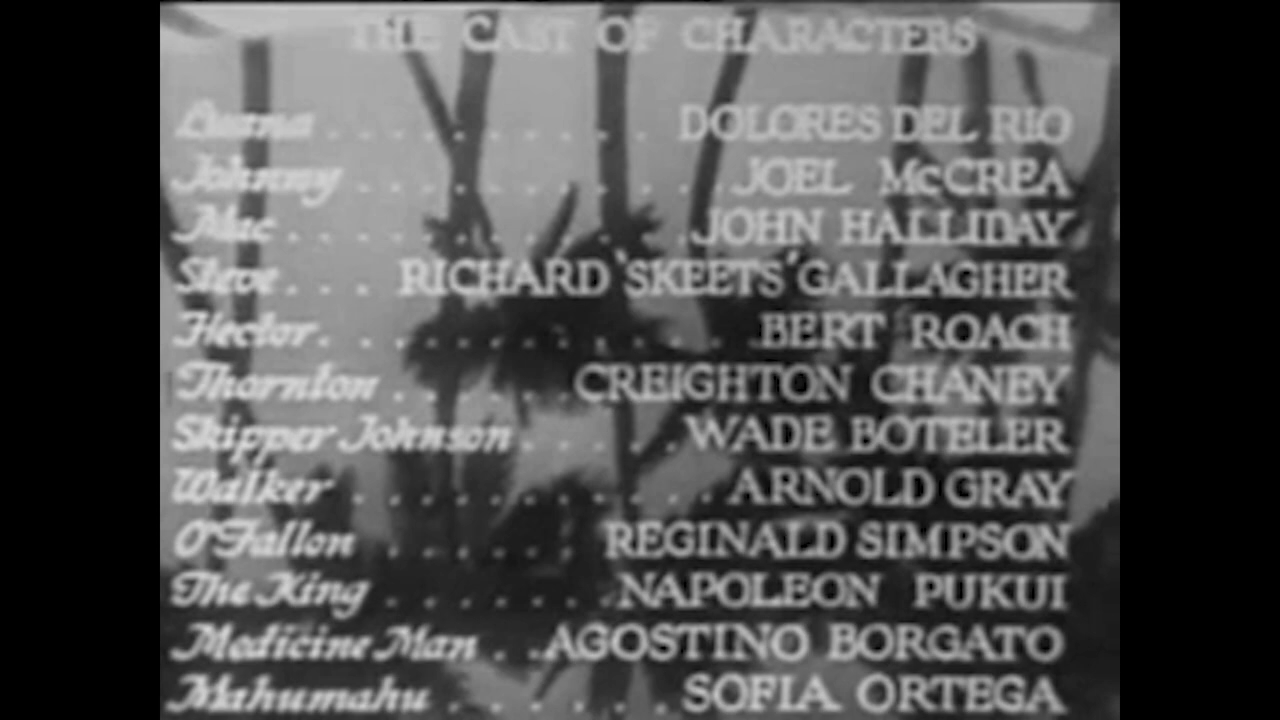 THE CAST OF CHARACTERS
Luana . . . . . . . . . . DOLORES DEL RIO
Johnny . . . . . . . . . . . JOEL McCREA
Mac . . . . . . . . . . . . JOHN HALLIDAY
Steve . . . RICHARD "SKEETS" GALLAGHER
Hector . . . . . . . . . . . . BERT ROACH
Thornton . . . . . . CREIGHTON CHANEY
Skipper Johnson . . . . . WADE BOTELER
Walker . . . . . . . . . . . ARNOLD GRAY
O'Fallon . . . . . . REGINALD SIMPSON
The King . . . . . . . . NAPOLEON PUKUI
Medicine Man . . AGOSTINO BORGATO
Mahumahu . . . . . . . SOFIA ORTEGA